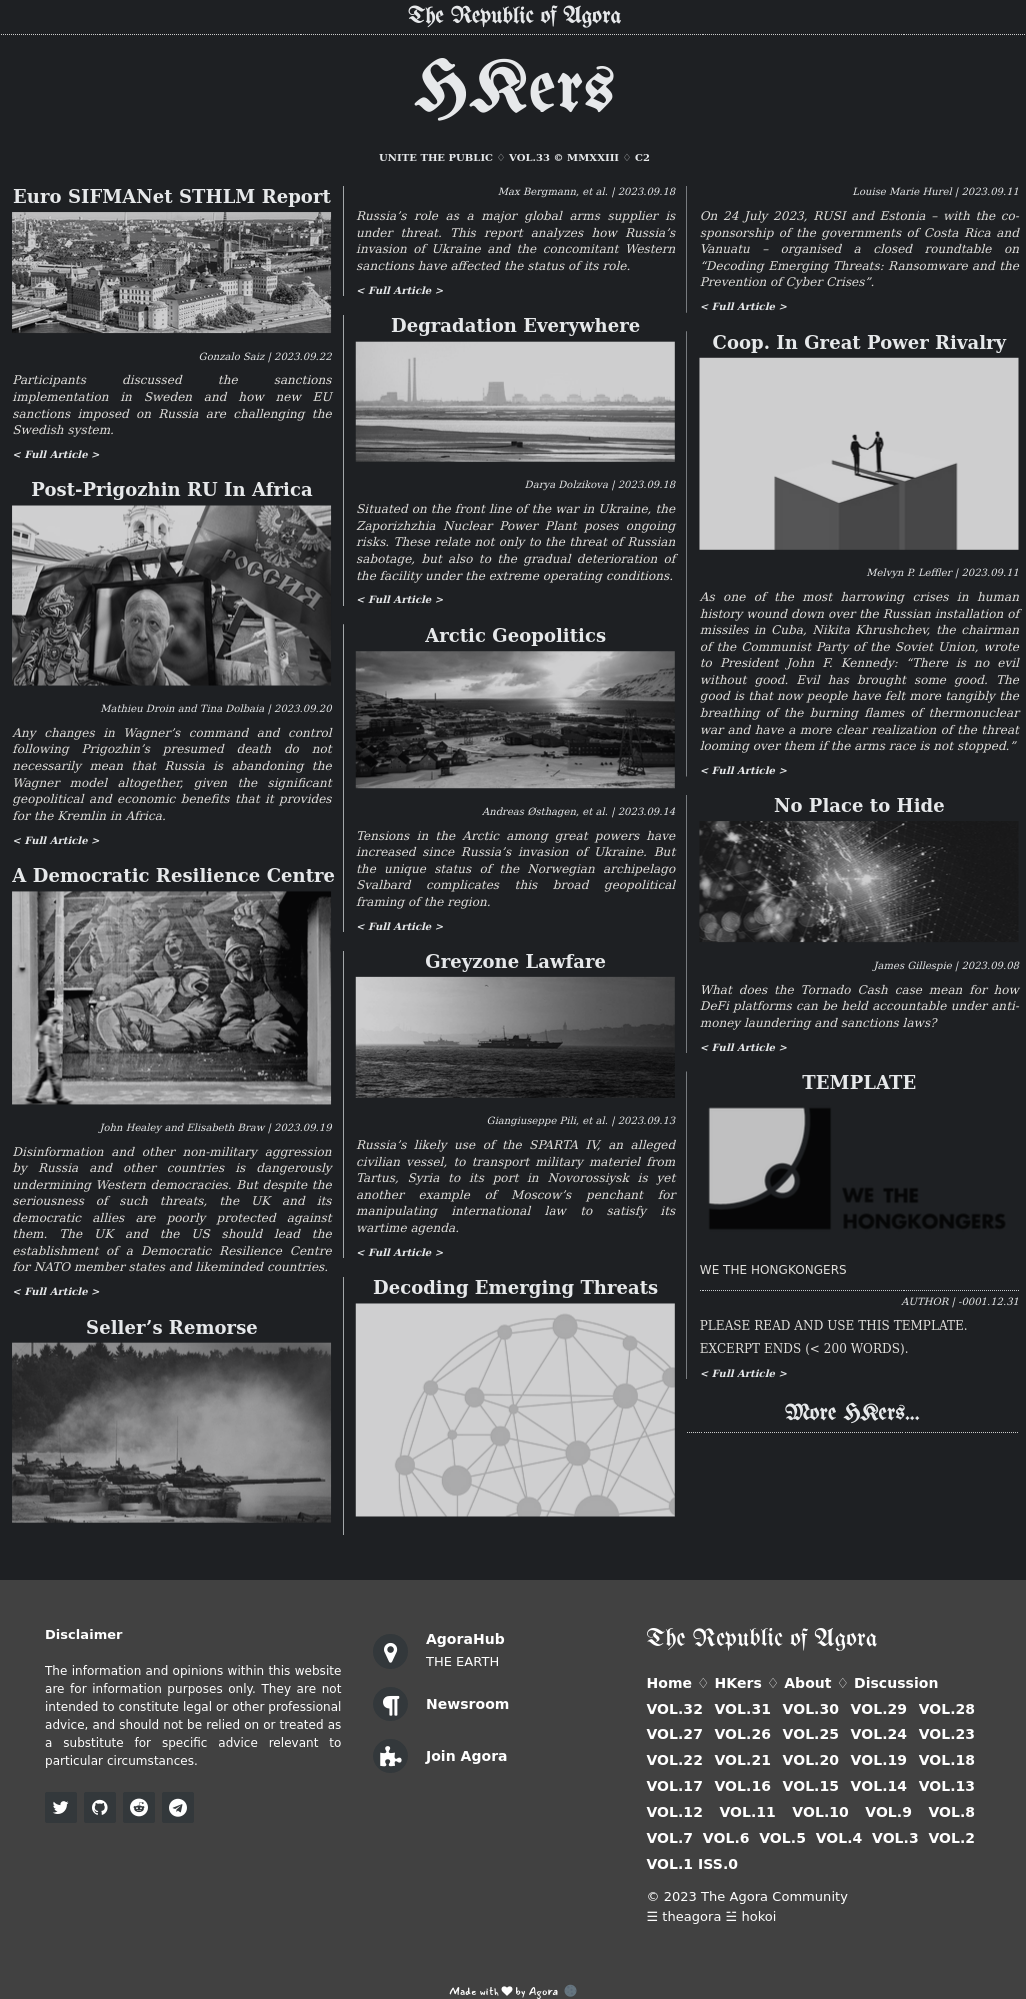 The Republic of Agora
HKers
UNITE THE PUBLIC ♢ VOL.33 © MMXXIII ♢ C2
Euro SIFMANet STHLM Report
Gonzalo Saiz | 2023.09.22
Participants discussed the sanctions
implementation in Sweden and how new EU
sanctions imposed on Russia are challenging the
Swedish system.
< Full Article >
Post-Prigozhin RU In Africa
РОССИЯ
Mathieu Droin and Tina Dolbaia | 2023.09.20
Any changes in Wagner’s command and control
following Prigozhin’s presumed death do not
necessarily mean that Russia is abandoning the
Wagner model altogether, given the significant
geopolitical and economic benefits that it provides
for the Kremlin in Africa.
< Full Article >
A Democratic Resilience Centre
John Healey and Elisabeth Braw | 2023.09.19
Disinformation and other non-military aggression
by Russia and other countries is dangerously
undermining Western democracies. But despite the
seriousness of such threats, the UK and its
democratic allies are poorly protected against
them. The UK and the US should lead the
establishment of a Democratic Resilience Centre
for NATO member states and likeminded countries.
< Full Article >
Seller’s Remorse
Max Bergmann, et al. | 2023.09.18
Russia’s role as a major global arms supplier is
under threat. This report analyzes how Russia’s
invasion of Ukraine and the concomitant Western
sanctions have affected the status of its role.
< Full Article >
Degradation Everywhere
Darya Dolzikova | 2023.09.18
Situated on the front line of the war in Ukraine, the
Zaporizhzhia Nuclear Power Plant poses ongoing
risks. These relate not only to the threat of Russian
sabotage, but also to the gradual deterioration of
the facility under the extreme operating conditions.
< Full Article >
Arctic Geopolitics
Andreas Østhagen, et al. | 2023.09.14
Tensions in the Arctic among great powers have
increased since Russia’s invasion of Ukraine. But
the unique status of the Norwegian archipelago
Svalbard complicates this broad geopolitical
framing of the region.
< Full Article >
Greyzone Lawfare
Giangiuseppe Pili, et al. | 2023.09.13
Russia’s likely use of the SPARTA IV, an alleged
civilian vessel, to transport military materiel from
Tartus, Syria to its port in Novorossiysk is yet
another example of Moscow’s penchant for
manipulating international law to satisfy its
wartime agenda.
< Full Article >
Decoding Emerging Threats
Louise Marie Hurel | 2023.09.11
On 24 July 2023, RUSI and Estonia – with the co-
sponsorship of the governments of Costa Rica and
Vanuatu – organised a closed roundtable on
“Decoding Emerging Threats: Ransomware and the
Prevention of Cyber Crises”.
< Full Article >
Coop. In Great Power Rivalry
Melvyn P. Leffler | 2023.09.11
As one of the most harrowing crises in human
history wound down over the Russian installation of
missiles in Cuba, Nikita Khrushchev, the chairman
of the Communist Party of the Soviet Union, wrote
to President John F. Kennedy: “There is no evil
without good. Evil has brought some good. The
good is that now people have felt more tangibly the
breathing of the burning flames of thermonuclear
war and have a more clear realization of the threat
looming over them if the arms race is not stopped.”
< Full Article >
No Place to Hide
James Gillespie | 2023.09.08
What does the Tornado Cash case mean for how
DeFi platforms can be held accountable under anti-
money laundering and sanctions laws?
< Full Article >
TEMPLATE
WE THE
HONGKONGERS
WE THE HONGKONGERS
AUTHOR | -0001.12.31
PLEASE READ AND USE THIS TEMPLATE.
EXCERPT ENDS (< 200 WORDS).
< Full Article >
More HKers...
Disclaimer
The information and opinions within this website
are for information purposes only. They are not
intended to constitute legal or other professional
advice, and should not be relied on or treated as
a substitute for specific advice relevant to
particular circumstances.
AgoraHub
THE EARTH
Newsroom
Join Agora
The Republic of Agora
Home ♢ HKers ♢ About ♢ Discussion
VOL.32 VOL.31 VOL.30 VOL.29 VOL.28
VOL.27 VOL.26 VOL.25 VOL.24 VOL.23
VOL.22 VOL.21 VOL.20 VOL.19 VOL.18
VOL.17 VOL.16 VOL.15 VOL.14 VOL.13
VOL.12 VOL.11 VOL.10 VOL.9 VOL.8
VOL.7 VOL.6 VOL.5 VOL.4 VOL.3 VOL.2
VOL.1 ISS.0
© 2023 The Agora Community
☰ theagora ☱ hokoi
Made with ♥ by Agora